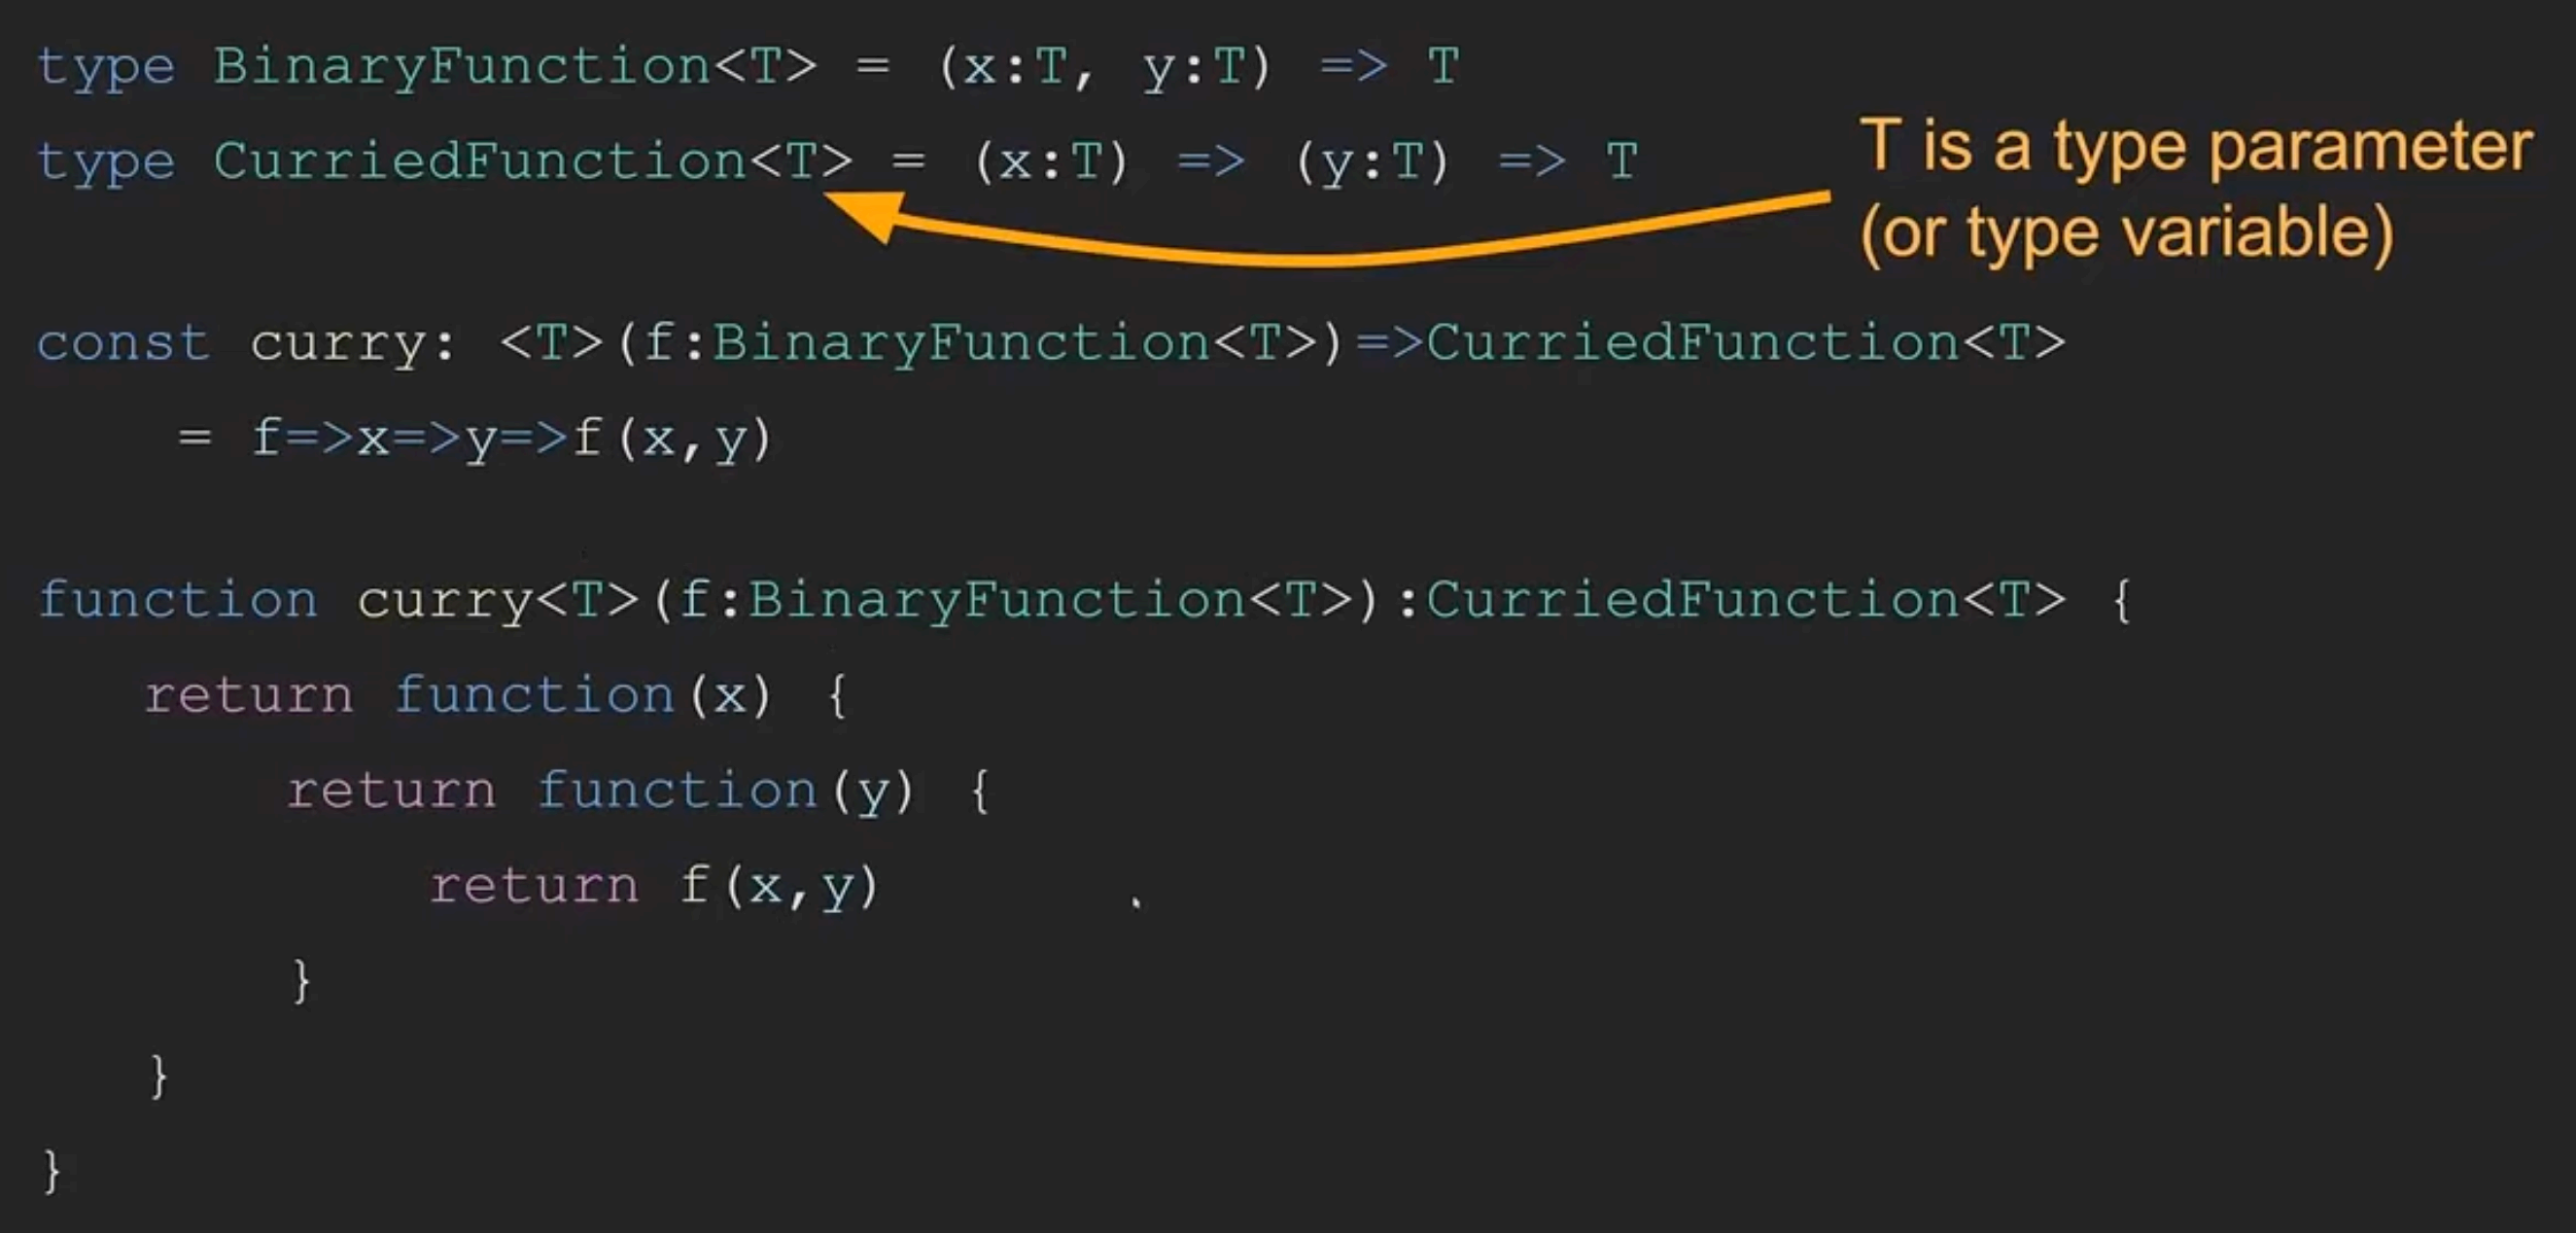 type BinaryFunction<T> = (x:T, y:T) => T
type CurriedFunction<T> = (x:T) => (y:T) => T
T is a type parameter
(or type variable)
const curry: <T>(f:BinaryFunction<T>)=>CurriedFunction<T>
= f=>x=>y=>f(x,y)
function curry<T>(f:BinaryFunction<T>):CurriedFunction<T> {
return function(x) {
return function(y) {
return f(x,y)
}
}
}